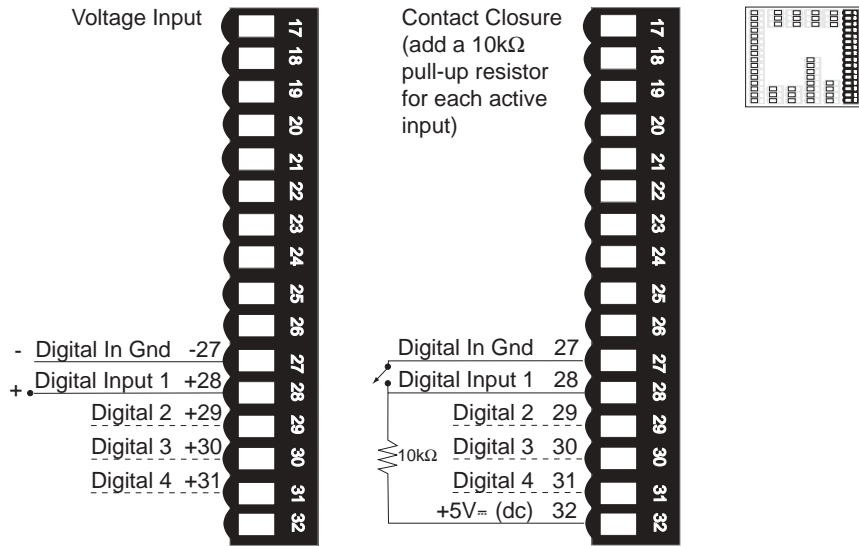 Voltage Input
17
18
19
20
21
22
23
24
25
26
27
28
29
30
31
32
- Digital In Gnd -27
+ Digital Input 1 +28
Digital 2 +29
Digital 3 +30
Digital 4 +31
Contact Closure
(add a 10kΩ
pull-up resistor
for each active
input)
17
18
19
20
21
22
23
24
25
26
27
28
29
30
31
32
Digital In Gnd 27
Digital Input 1 28
Digital 2 29
10kΩ Digital 3 30
Digital 4 31
+5V⎓ (dc) 32